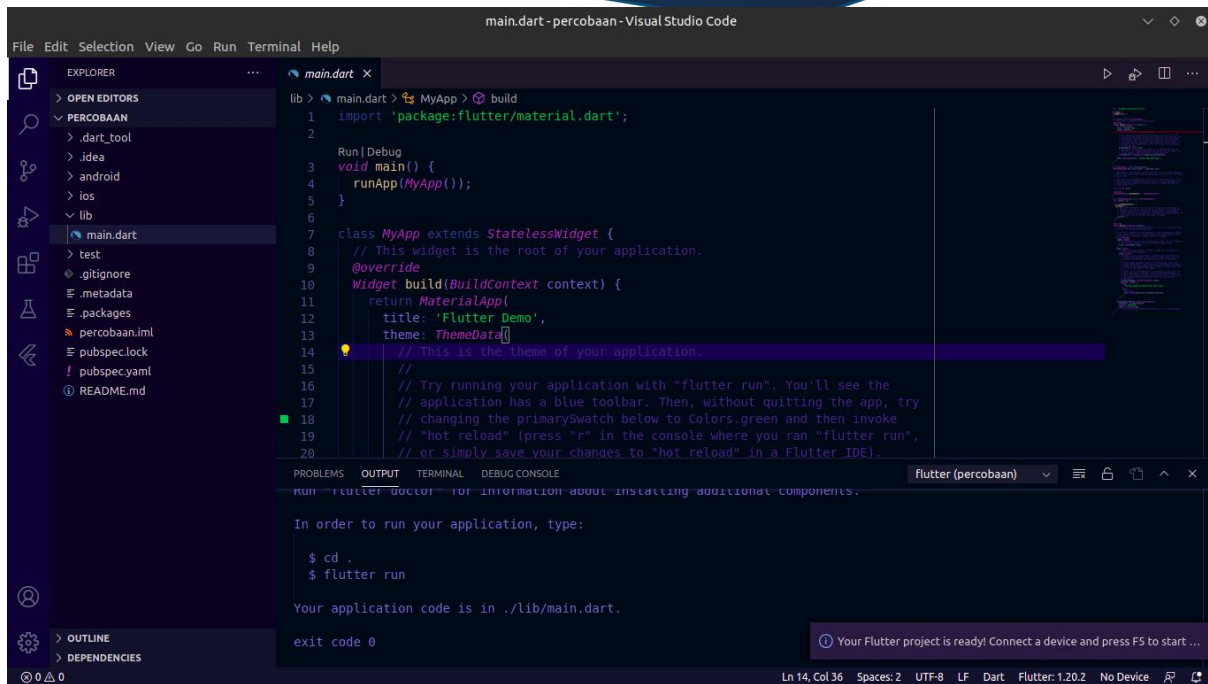 main.dart - percobaan - Visual Studio Code
File Edit Selection View Go Run Terminal Help
EXPLORER
OPEN EDITORS
PERCOBAAN
.dart_tool
.idea
android
ios
lib
main.dart
test
.gitignore
.metadata
.packages
percobaan.iml
pubspec.lock
pubspec.yaml
README.md
OUTLINE
DEPENDENCIES
main.dart
lib > main.dart > MyApp > build
1 import 'package:flutter/material.dart';
2
Run | Debug
3 void main() {
4 runApp(MyApp());
5 }
6
7 class MyApp extends StatelessWidget {
8 // This widget is the root of your application.
9 @override
10 Widget build(BuildContext context) {
11 return MaterialApp(
12 title: 'Flutter Demo',
13 theme: ThemeData(
14 // This is the theme of your application.
15 //
16 // Try running your application with "flutter run". You'll see the
17 // application has a blue toolbar. Then, without quitting the app, try
18 // changing the primarySwatch below to Colors.green and then invoke
19 // "hot reload" (press "r" in the console where you ran "flutter run",
20 // or simply save your changes to "hot reload" in a Flutter IDE).
PROBLEMS OUTPUT TERMINAL DEBUG CONSOLE flutter (percobaan)
Run "flutter doctor" for information about installing additional components.
In order to run your application, type:
$ cd .
$ flutter run
Your application code is in ./lib/main.dart.
exit code 0
Your Flutter project is ready! Connect a device and press F5 to start ...
0 0 Ln 14, Col 36 Spaces: 2 UTF-8 LF Dart Flutter: 1.20.2 No Device